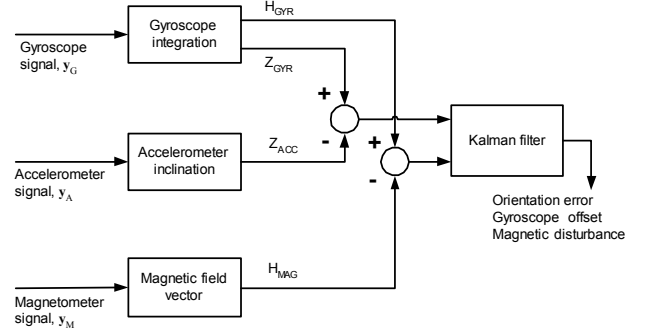 H_GYR
Gyroscope
integration
Gyroscope
signal, y_G
Z_GYR
+
-
Z_ACC
+
Kalman filter
Accelerometer
inclination
Accelerometer
signal, y_A
-
Orientation error
Gyroscope offset
Magnetic disturbance
H_MAG
Magnetic field
vector
Magnetometer
signal, y_M